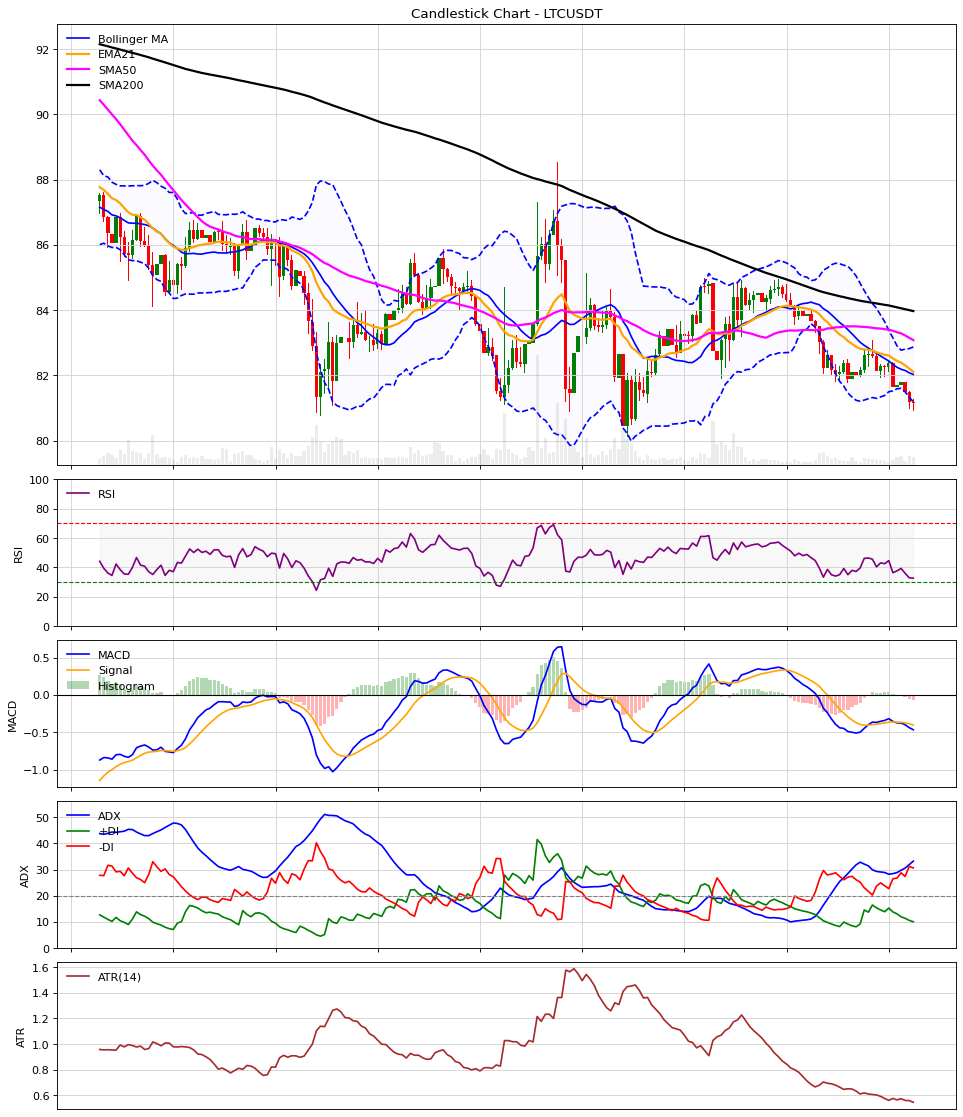 Candlestick Chart - LTCUSDT
Bollinger MA
EMA21
SMA50
SMA200
92
90
88
86
84
82
80
RSI
RSI
100
80
60
40
20
0
MACD
Signal
Histogram
MACD
0.5
0.0
−0.5
−1.0
ADX
+DI
-DI
ADX
50
40
30
20
10
0
ATR(14)
ATR
1.6
1.4
1.2
1.0
0.8
0.6